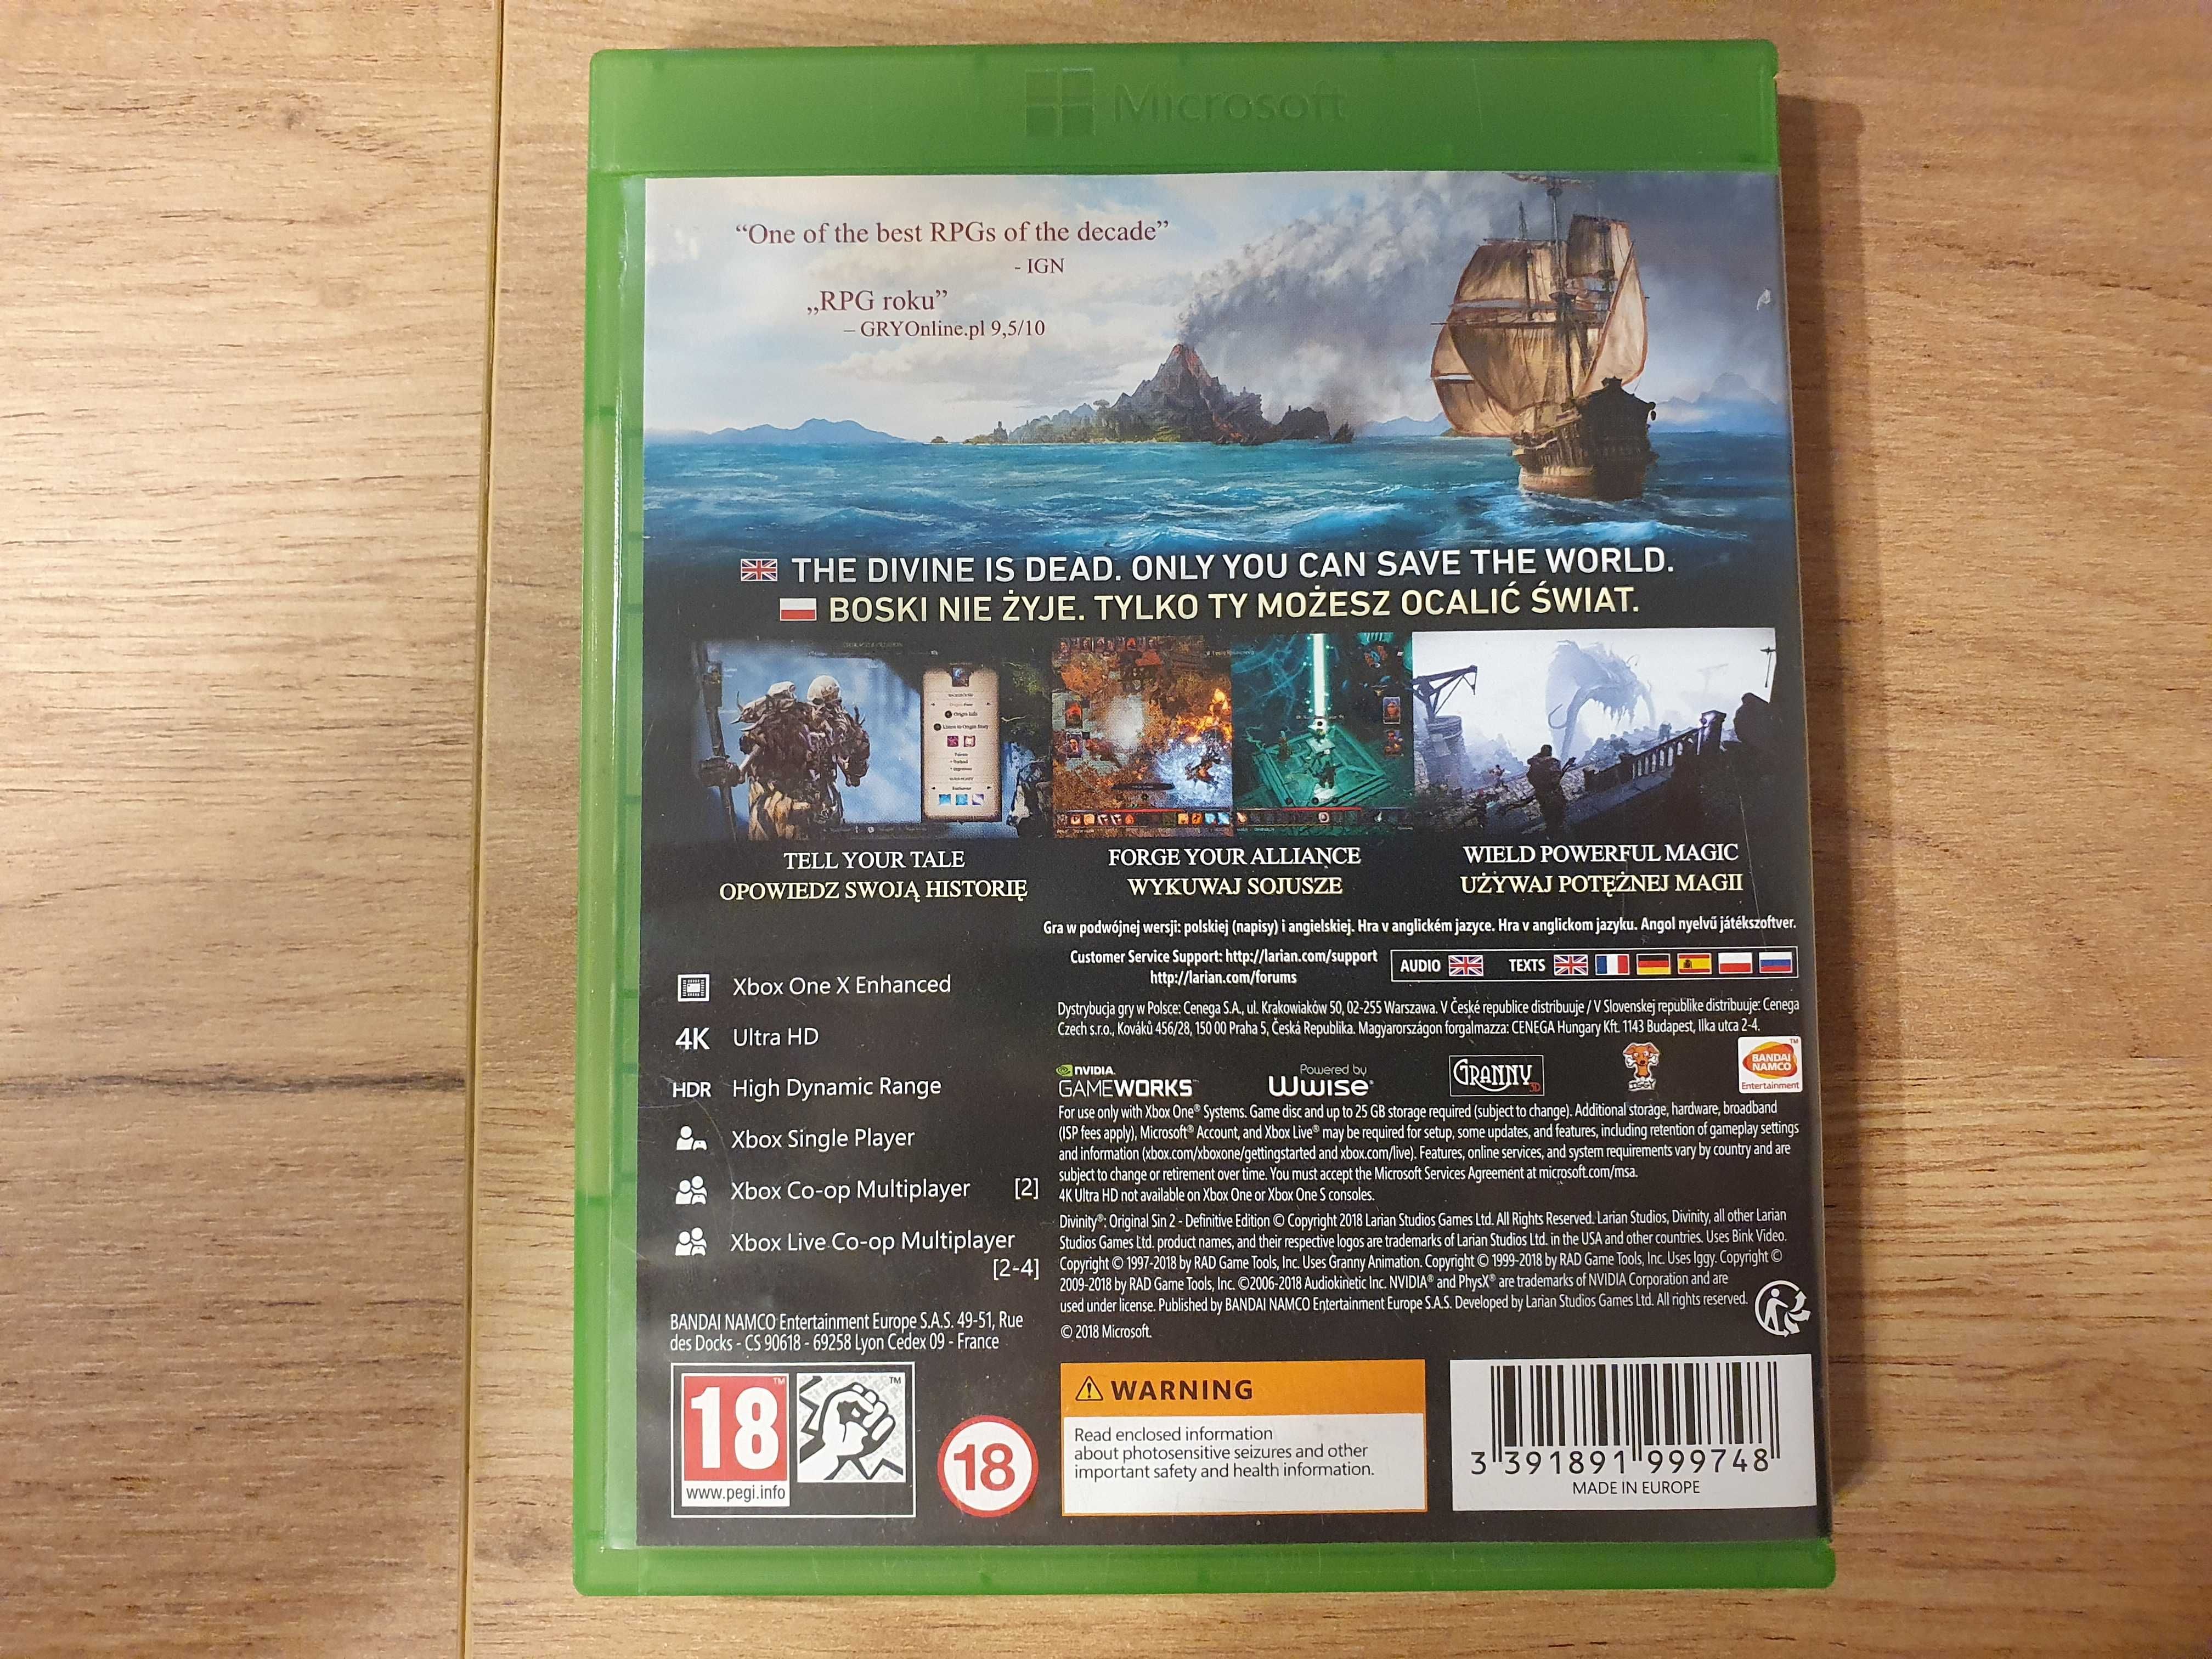 Microsoft
“One of the best RPGs of the decade”
- IGN
„RPG roku”
– GRYOnline.pl 9,5/10
THE DIVINE IS DEAD. ONLY YOU CAN SAVE THE WORLD.
BOSKI NIE ŻYJE. TYLKO TY MOŻESZ OCALIĆ ŚWIAT.
TELL YOUR TALE
OPOWIEDZ SWOJĄ HISTORIĘ
FORGE YOUR ALLIANCE
WYKUWAJ SOJUSZE
WIELD POWERFUL MAGIC
UŻYWAJ POTĘŻNEJ MAGII
Gra w podwójnej wersji: polskiej (napisy) i angielskiej. Hra v anglickém jazyce. Hra v anglickom jazyku. Angol nyelvű játékszoftver.
Customer Service Support: http://larian.com/support
http://larian.com/forums
AUDIO TEXTS
Xbox One X Enhanced
4K Ultra HD
HDR High Dynamic Range
Xbox Single Player
Xbox Co-op Multiplayer [2]
Xbox Live Co-op Multiplayer
[2-4]
Dystrybucja gry w Polsce: Cenega S.A., ul. Krakowiaków 50, 02-255 Warszawa. V České republice distribuuje / V Slovenskej republike distribuuje: Cenega
Czech s.r.o., Kováků 456/28, 150 00 Praha 5, Česká Republika. Magyarországon forgalmazza: CENEGA Hungary Kft. 1143 Budapest, Ilka utca 2-4.
NVIDIA.
GAMEWORKS™
Powered by
Wwise®
GRANNY 3D
BANDAI
NAMCO
Entertainment
™
For use only with Xbox One® Systems. Game disc and up to 25 GB storage required (subject to change). Additional storage, hardware, broadband
(ISP fees apply), Microsoft® Account, and Xbox Live® may be required for setup, some updates, and features, including retention of gameplay settings
and information (xbox.com/xboxone/gettingstarted and xbox.com/live). Features, online services, and system requirements vary by country and are
subject to change or retirement over time. You must accept the Microsoft Services Agreement at microsoft.com/msa.
4K Ultra HD not available on Xbox One or Xbox One S consoles.
Divinity®: Original Sin 2 - Definitive Edition © Copyright 2018 Larian Studios Games Ltd. All Rights Reserved. Larian Studios, Divinity, all other Larian
Studios Games Ltd. product names, and their respective logos are trademarks of Larian Studios Ltd. in the USA and other countries. Uses Bink Video.
Copyright © 1997-2018 by RAD Game Tools, Inc. Uses Granny Animation. Copyright © 1999-2018 by RAD Game Tools, Inc. Uses Iggy. Copyright ©
2009-2018 by RAD Game Tools, Inc. ©2006-2018 Audiokinetic Inc. NVIDIA® and PhysX® are trademarks of NVIDIA Corporation and are
used under license. Published by BANDAI NAMCO Entertainment Europe S.A.S. Developed by Larian Studios Games Ltd. All rights reserved.
© 2018 Microsoft.
BANDAI NAMCO Entertainment Europe S.A.S. 49-51, Rue
des Docks - CS 90618 - 69258 Lyon Cedex 09 - France
18 ™
www.pegi.info
™
18
WARNING
Read enclosed information
about photosensitive seizures and other
important safety and health information.
3 391891 999748
MADE IN EUROPE